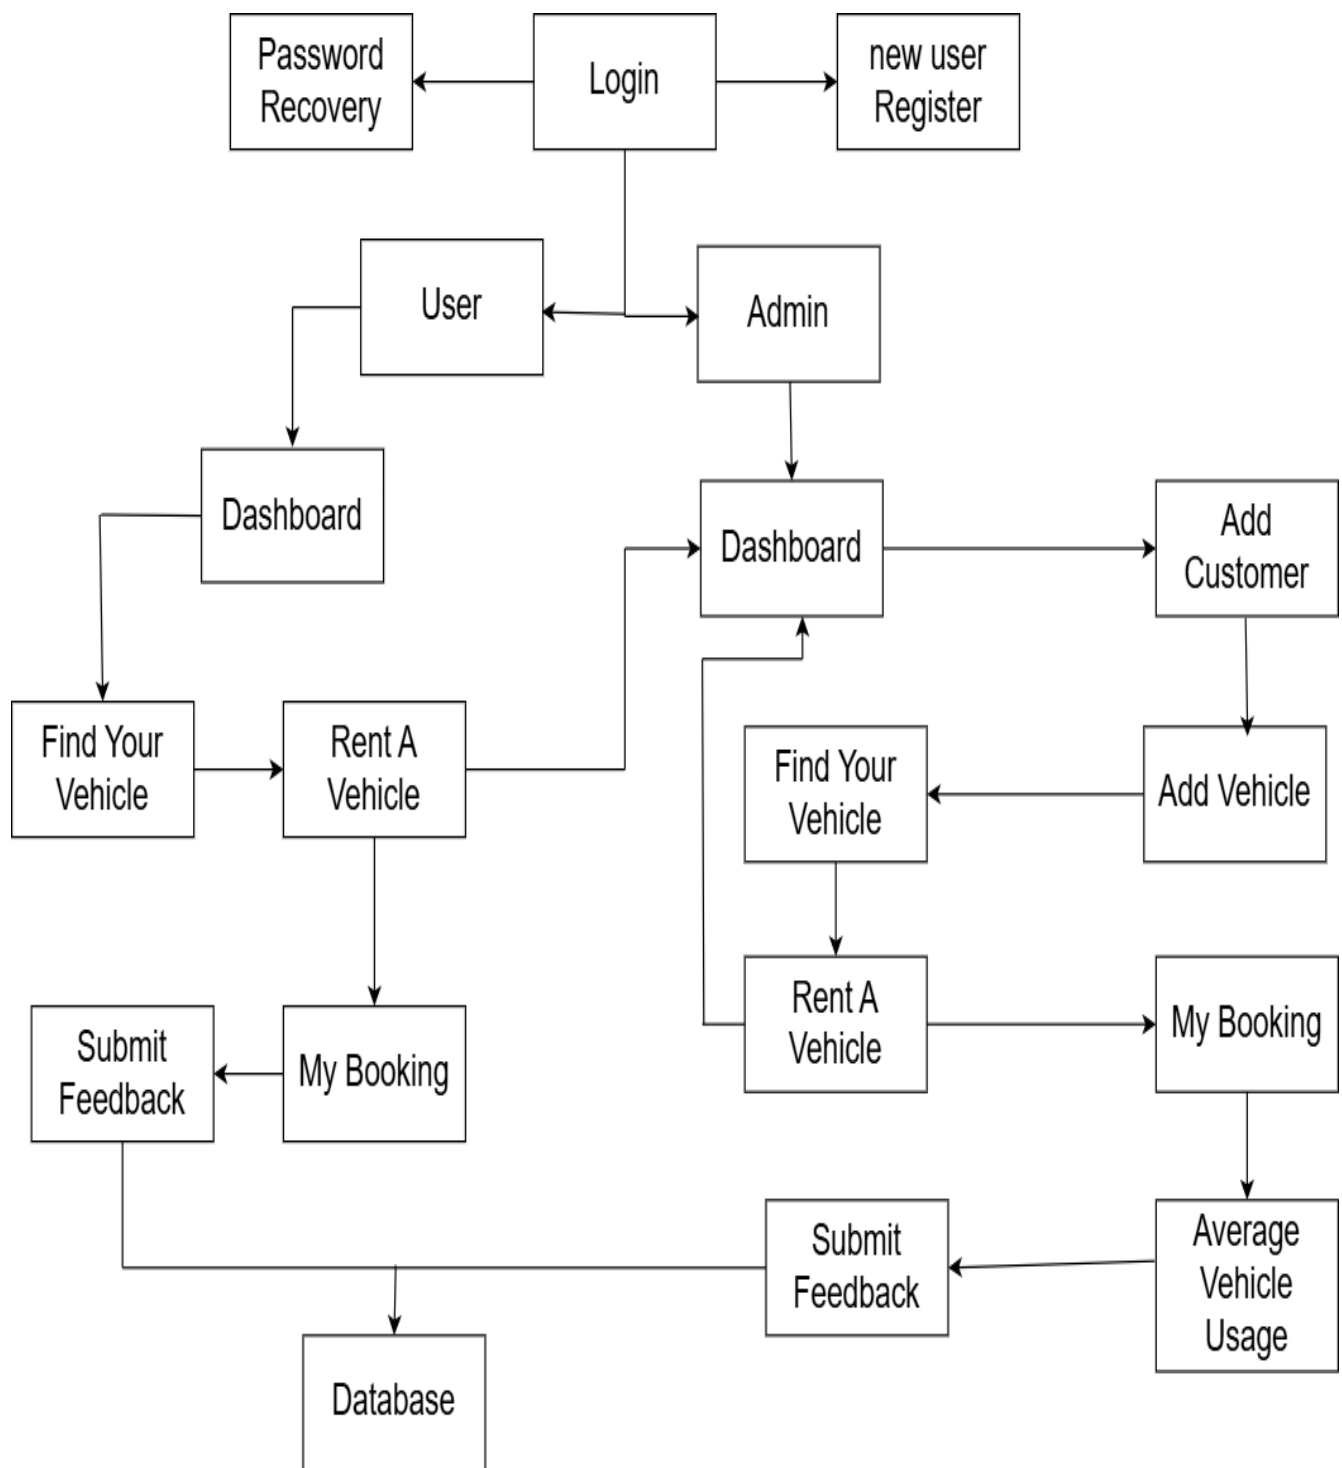 Password
Recovery
Login
new user
Register
User
Admin
Dashboard
Dashboard
Add
Customer
Find Your
Vehicle
Rent A
Vehicle
Find Your
Vehicle
Add Vehicle
Rent A
Vehicle
My Booking
Submit
Feedback
My Booking
Submit
Feedback
Average
Vehicle
Usage
Database